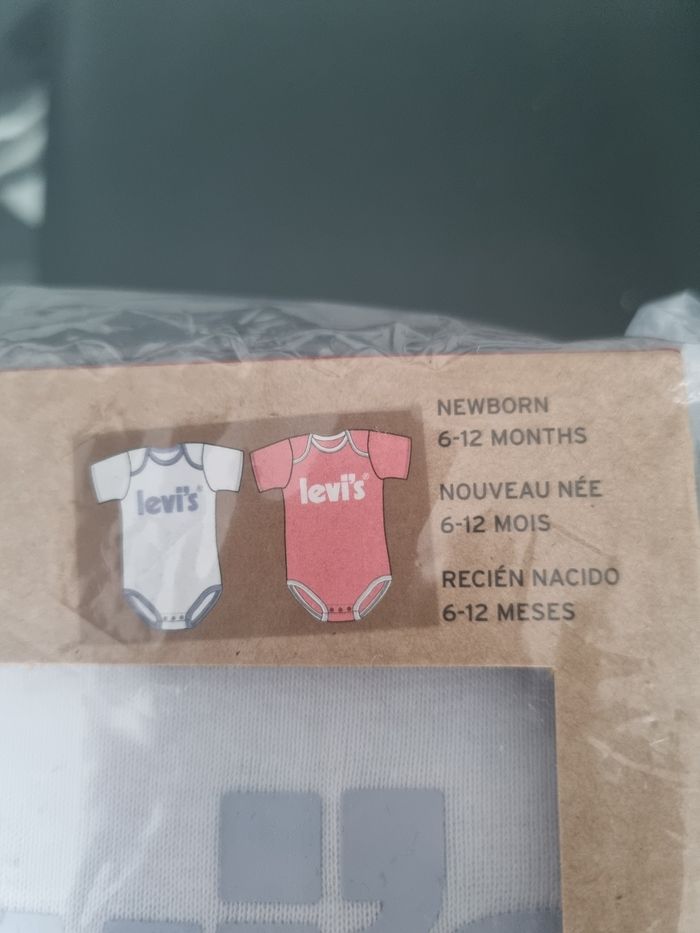 levi's®
levi's®
NEWBORN
6-12 MONTHS
NOUVEAU NÉE
6-12 MOIS
RECIÉN NACIDO
6-12 MESES